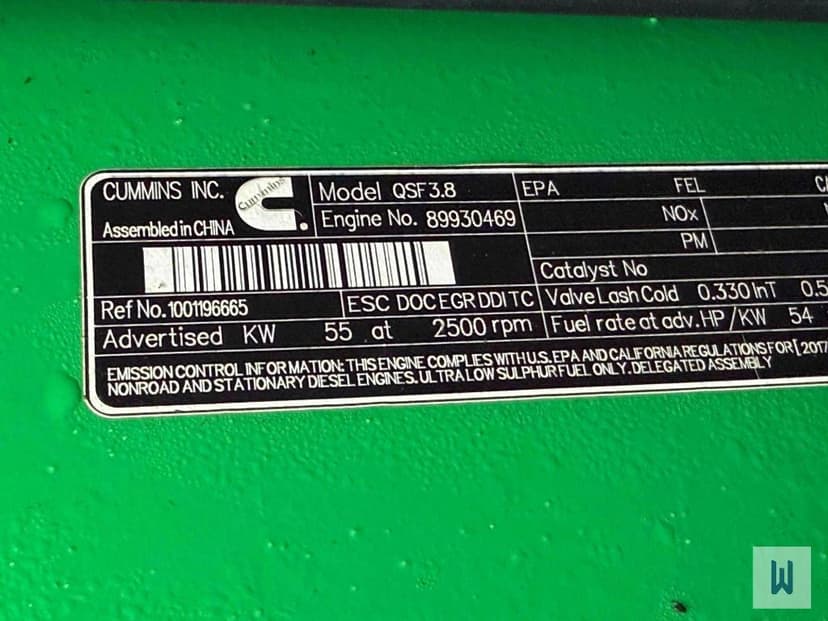 CUMMINS INC.
Cummins
Assembled in CHINA
Model QSF3.8
Engine No. 89930469
EPA FEL
NOx
PM
Catalyst No
Ref No. 1001196665
ESC DOC EGR DDI TC
Valve Lash Cold 0.330 InT 0.5
Advertised KW 55 at 2500 rpm
Fuel rate at adv. HP/KW 54
EMISSION CONTROL INFORMATION: THIS ENGINE COMPLIES WITH U.S. EPA AND CALIFORNIA REGULATIONS FOR [2017
NONROAD AND STATIONARY DIESEL ENGINES. ULTRA LOW SULPHUR FUEL ONLY. DELEGATED ASSEMBLY
W